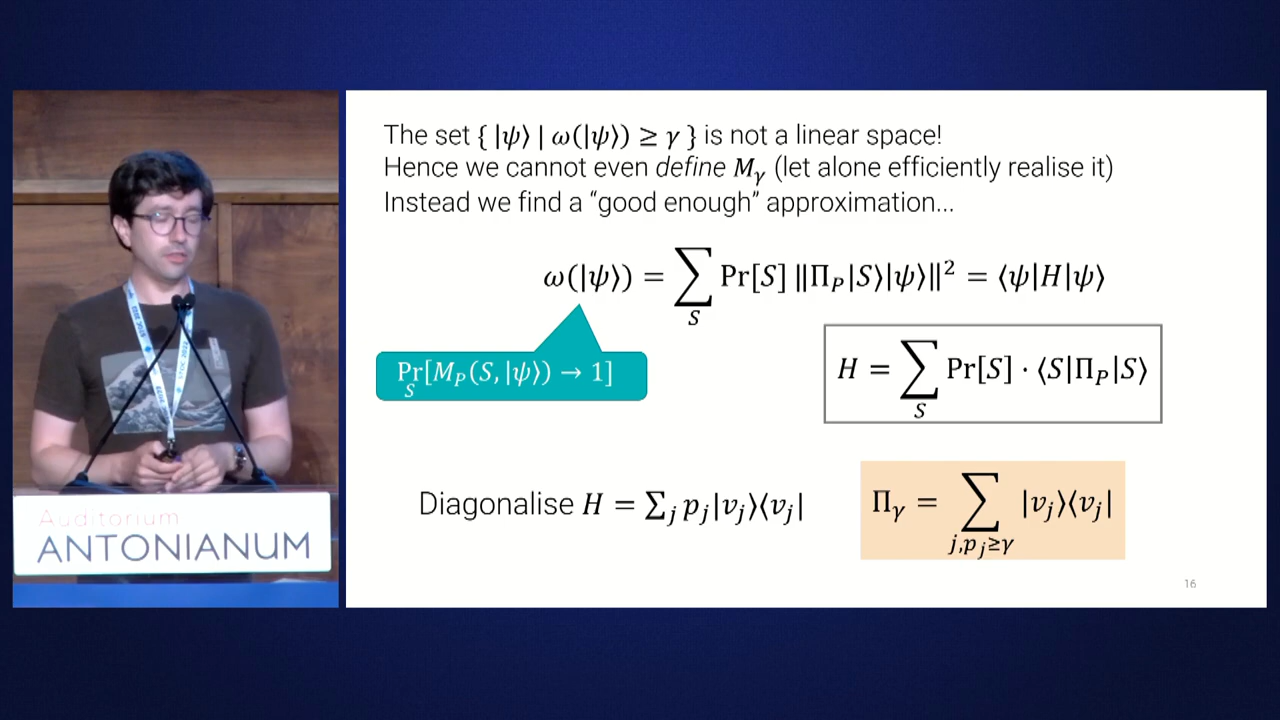 The set { |ψ⟩ | ω(|ψ⟩) ≥ γ } is not a linear space!
Hence we cannot even define M_γ (let alone efficiently realise it)
Instead we find a “good enough” approximation...
ω(|ψ⟩) = ∑_S Pr[S] ‖Π_P|S⟩|ψ⟩‖² = ⟨ψ|H|ψ⟩
Pr_S[M_P(S, |ψ⟩) → 1]
H = ∑_S Pr[S] · ⟨S|Π_P|S⟩
Diagonalise H = ∑_j p_j|v_j⟩⟨v_j|
Π_γ = ∑_{j,p_j≥γ} |v_j⟩⟨v_j|
16
Auditorium
ANTONIANUM